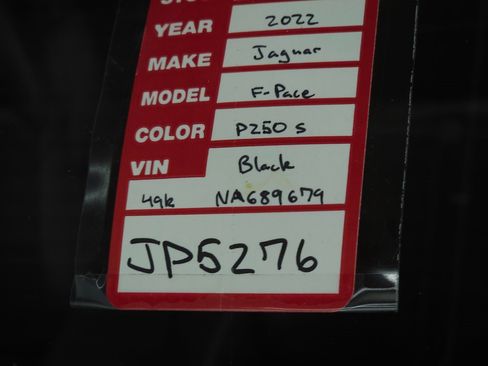 YEAR 2022
MAKE Jaguar
MODEL F-Pace
COLOR P250 S
VIN Black
49k NA689679
JP5276